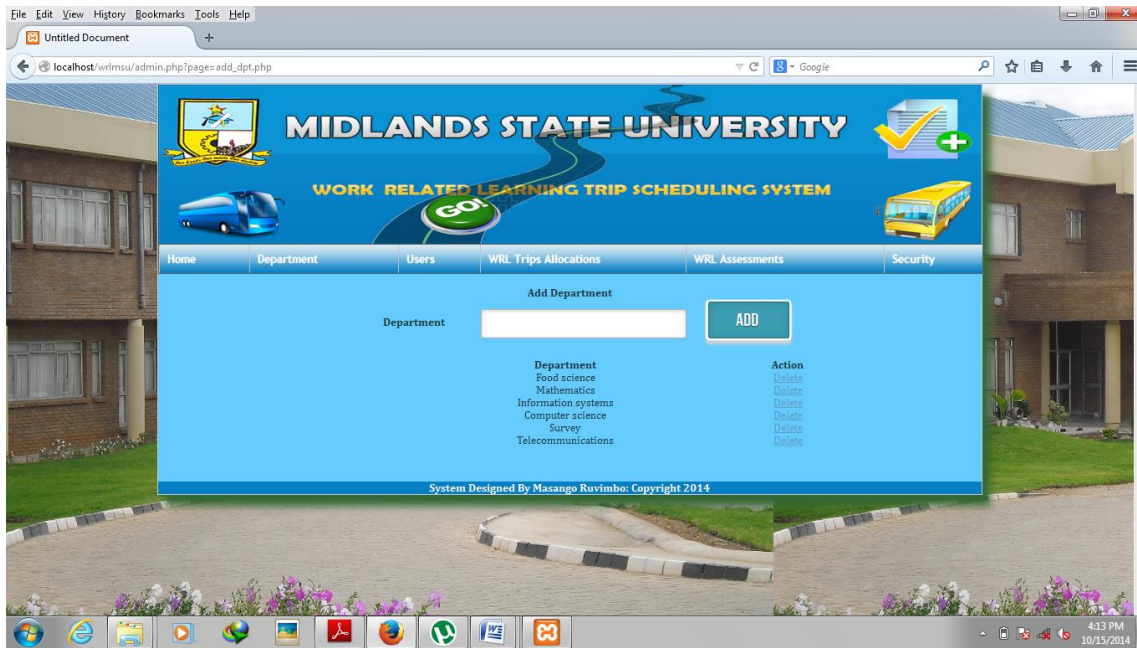 File Edit View History Bookmarks Tools Help
Untitled Document
localhost/wrlmsu/admin.php?page=add_dpt.php
Google
MIDLANDS STATE UNIVERSITY
WORK RELATED LEARNING TRIP SCHEDULING SYSTEM
GO!
Home Department Users WRL Trips Allocations WRL Assessments Security
Add Department
Department ADD
Department Action
Food science Delete
Mathematics Delete
Information systems Delete
Computer science Delete
Survey Delete
Telecommunications Delete
System Designed By Masango Ruvimbo: Copyright 2014
4:13 PM
10/15/2014